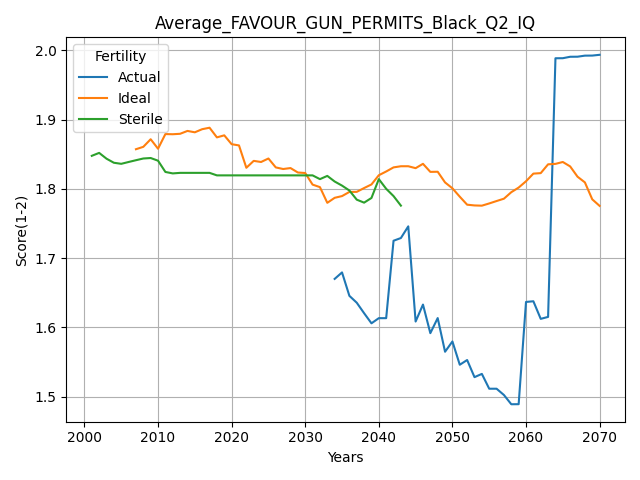 Average_FAVOUR_GUN_PERMITS_Black_Q2_IQ
Fertility
Actual
Ideal
Sterile
Score(1-2)
2.0
1.9
1.8
1.7
1.6
1.5
2000 2010 2020 2030 2040 2050 2060 2070
Years